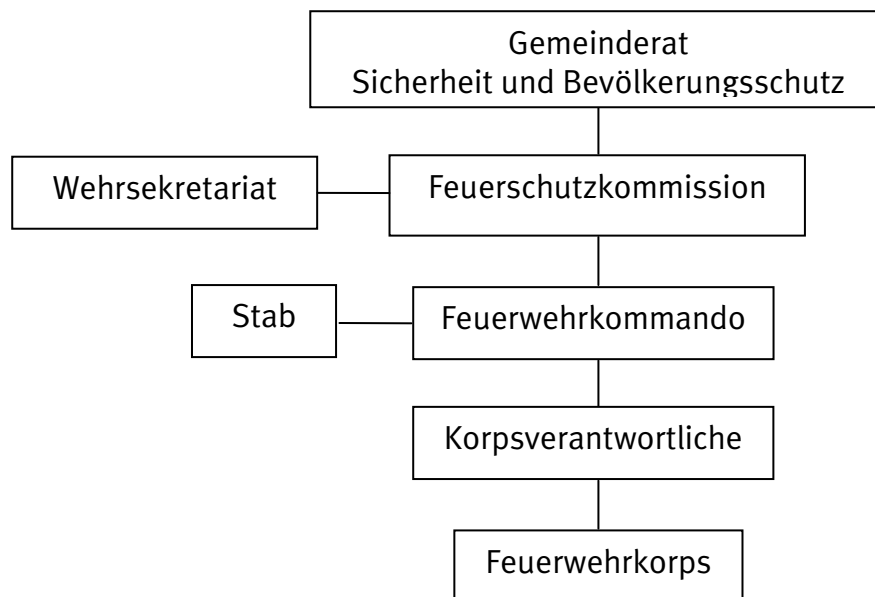 Gemeinderat
Sicherheit und Bevölkerungsschutz
Wehrsekretariat
Feuerschutzkommission
Stab
Feuerwehrkommando
Korpsverantwortliche
Feuerwehrkorps